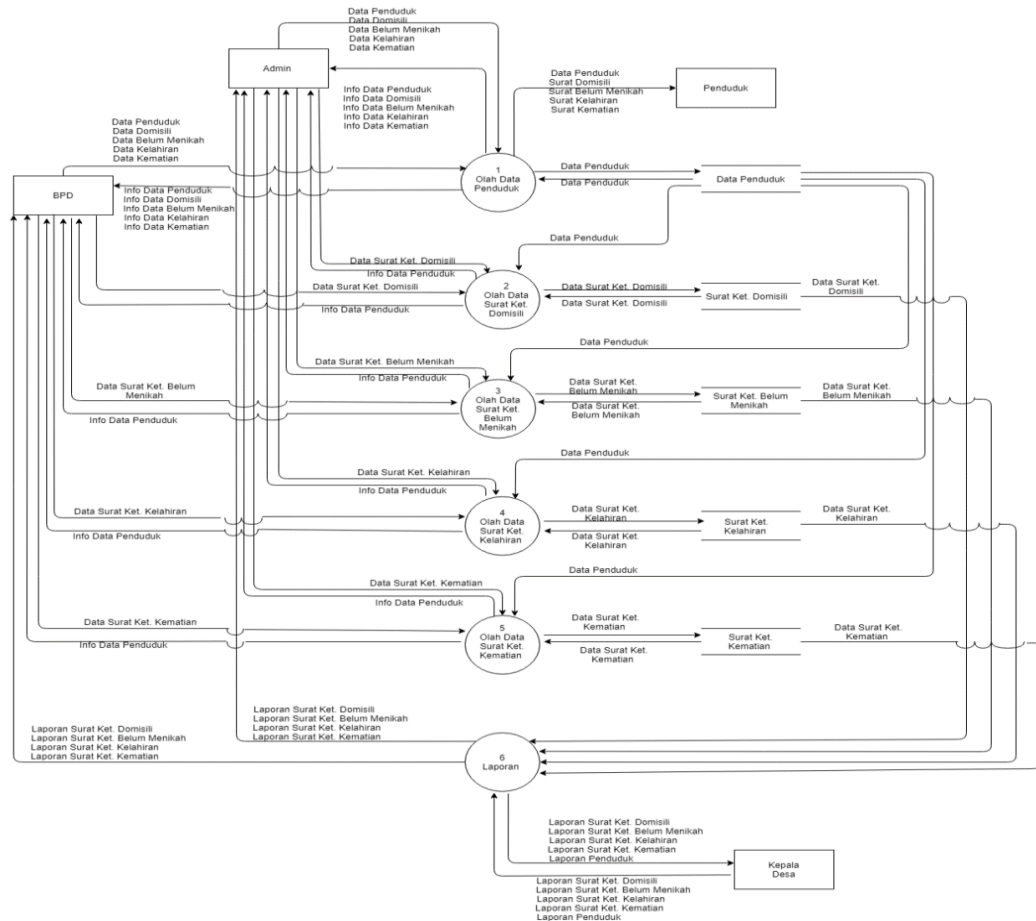 Data Penduduk
Data Domisili
Data Belum Menikah
Data Kelahiran
Data Kematian
Admin
Info Data Penduduk
Info Data Domisili
Info Data Belum Menikah
Info Data Kelahiran
Info Data Kematian
Data Penduduk
Surat Domisili
Surat Belum Menikah
Surat Kelahiran
Surat Kematian
Penduduk
Data Penduduk
Data Domisili
Data Belum Menikah
Data Kelahiran
Data Kematian
BPD
Info Data Penduduk
Info Data Domisili
Info Data Belum Menikah
Info Data Kelahiran
Info Data Kematian
1
Olah Data
Penduduk
Data Penduduk
Data Penduduk
Data Penduduk
Data Penduduk
Data Surat Ket. Domisili
Info Data Penduduk
Data Surat Ket. Domisili
Info Data Penduduk
2
Olah Data
Surat Ket.
Domisili
Data Surat Ket. Domisili
Data Surat Ket. Domisili
Surat Ket. Domisili
Data Surat Ket.
Domisili
Data Penduduk
Data Surat Ket. Belum Menikah
Info Data Penduduk
Data Surat Ket. Belum
Menikah
Info Data Penduduk
3
Olah Data
Surat Ket.
Belum
Menikah
Data Surat Ket.
Belum Menikah
Data Surat Ket.
Belum Menikah
Surat Ket. Belum
Menikah
Data Surat Ket.
Belum Menikah
Data Penduduk
Data Surat Ket. Kelahiran
Info Data Penduduk
Data Surat Ket. Kelahiran
Info Data Penduduk
4
Olah Data
Surat Ket.
Kelahiran
Data Surat Ket.
Kelahiran
Data Surat Ket.
Kelahiran
Surat Ket.
Kelahiran
Data Surat Ket.
Kelahiran
Data Penduduk
Data Surat Ket. Kematian
Info Data Penduduk
Data Surat Ket. Kematian
Info Data Penduduk
5
Olah Data
Surat Ket.
Kematian
Data Surat Ket.
Kematian
Data Surat Ket.
Kematian
Surat Ket.
Kematian
Data Surat Ket.
Kematian
Laporan Surat Ket. Domisili
Laporan Surat Ket. Belum Menikah
Laporan Surat Ket. Kelahiran
Laporan Surat Ket. Kematian
Laporan Surat Ket. Domisili
Laporan Surat Ket. Belum Menikah
Laporan Surat Ket. Kelahiran
Laporan Surat Ket. Kematian
6
Laporan
Laporan Surat Ket. Domisili
Laporan Surat Ket. Belum Menikah
Laporan Surat Ket. Kelahiran
Laporan Surat Ket. Kematian
Laporan Penduduk
Kepala
Desa
Laporan Surat Ket. Domisili
Laporan Surat Ket. Belum Menikah
Laporan Surat Ket. Kelahiran
Laporan Surat Ket. Kematian
Laporan Penduduk